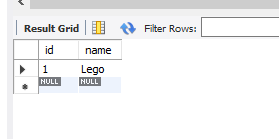 Result Grid Filter Rows:
id name
1 Lego
NULL NULL